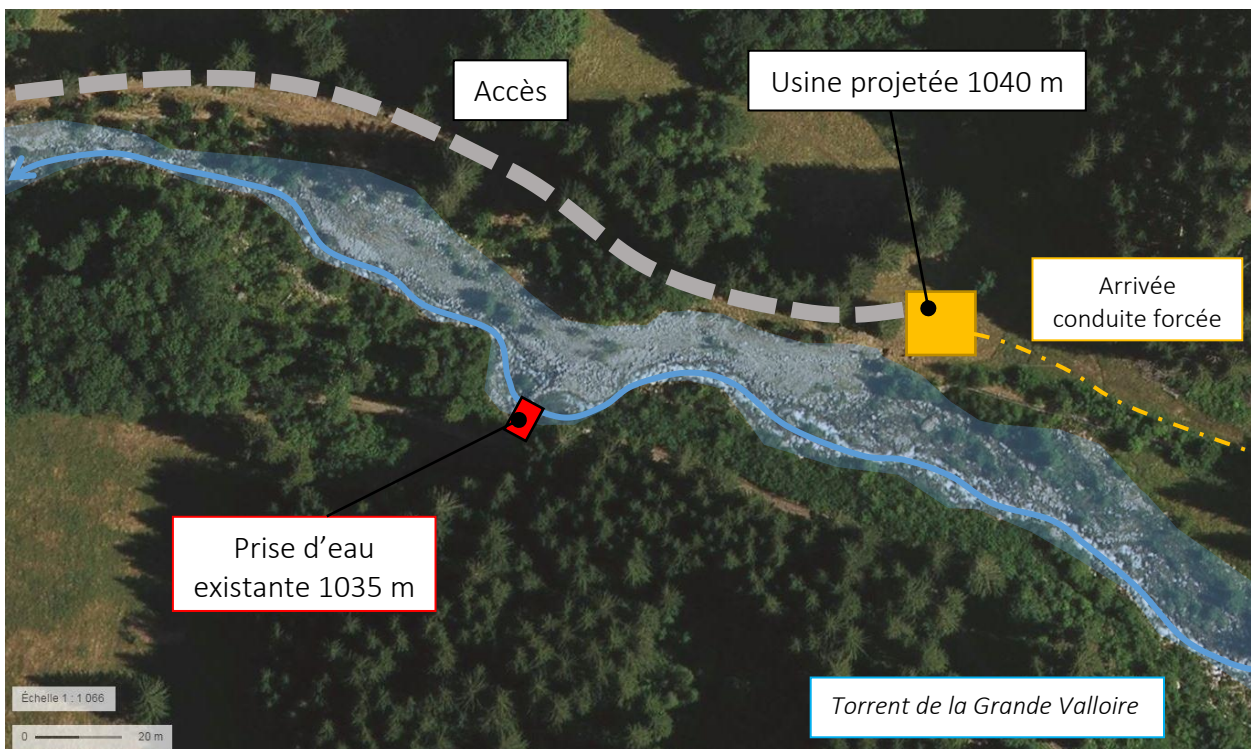 Accès
Usine projetée 1040 m
Arrivée
conduite forcée
Prise d'eau
existante 1035 m
Torrent de la Grande Valloire
Échelle 1 : 1 066
0
20 m